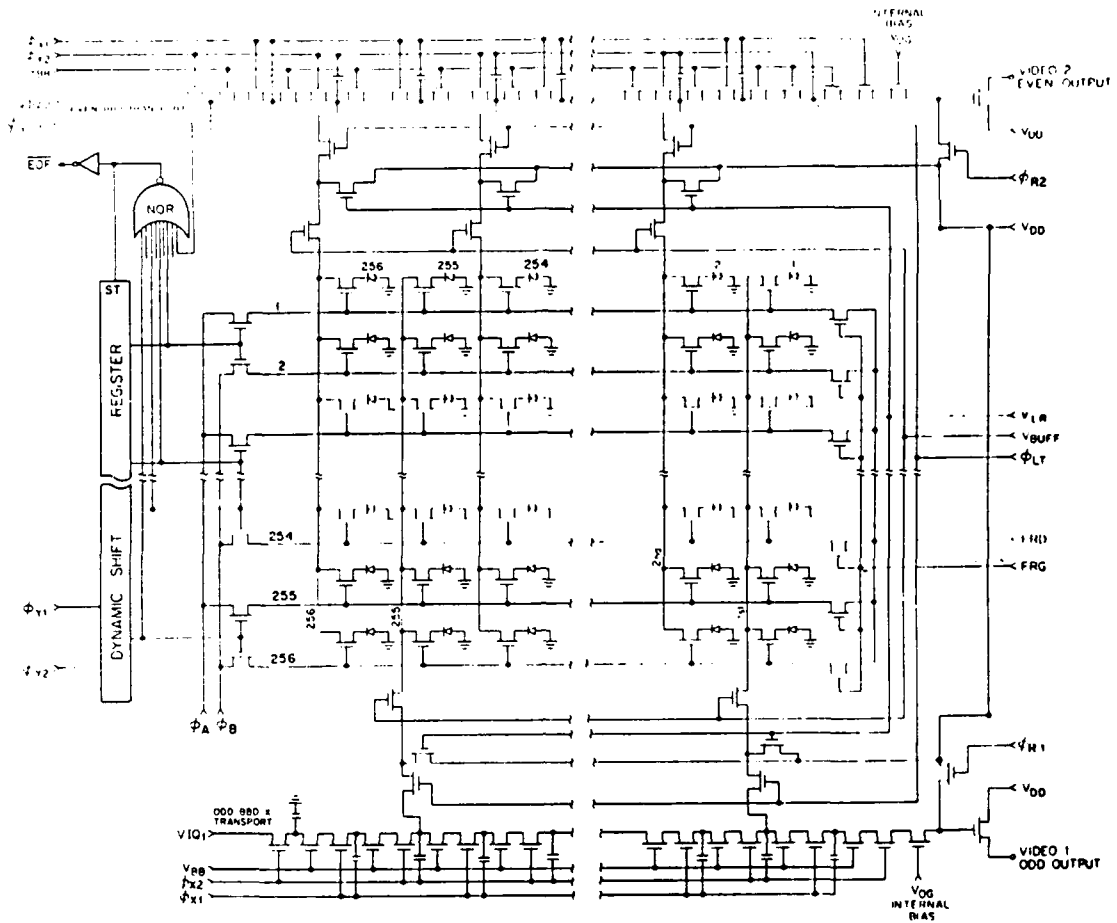 INTERNAL
BIAS
VOG
VIDEO 2
EVEN OUTPUT
VDD
EOF
NOR
ϕR2
VDD
256
255
254
2
1
ST
1
2
REGISTER
VLR
VBUFF
ϕLT
254
FRG
DYNAMIC SHIFT
ϕY1
255
256
255
256
ϕY2
ϕA ϕB
ϕR1
VDD
ODD BBD X
TRANSPORT
VIQ1
VBB
ϕX2
ϕX1
VIDEO 1
ODD OUTPUT
VOG
INTERNAL
BIAS